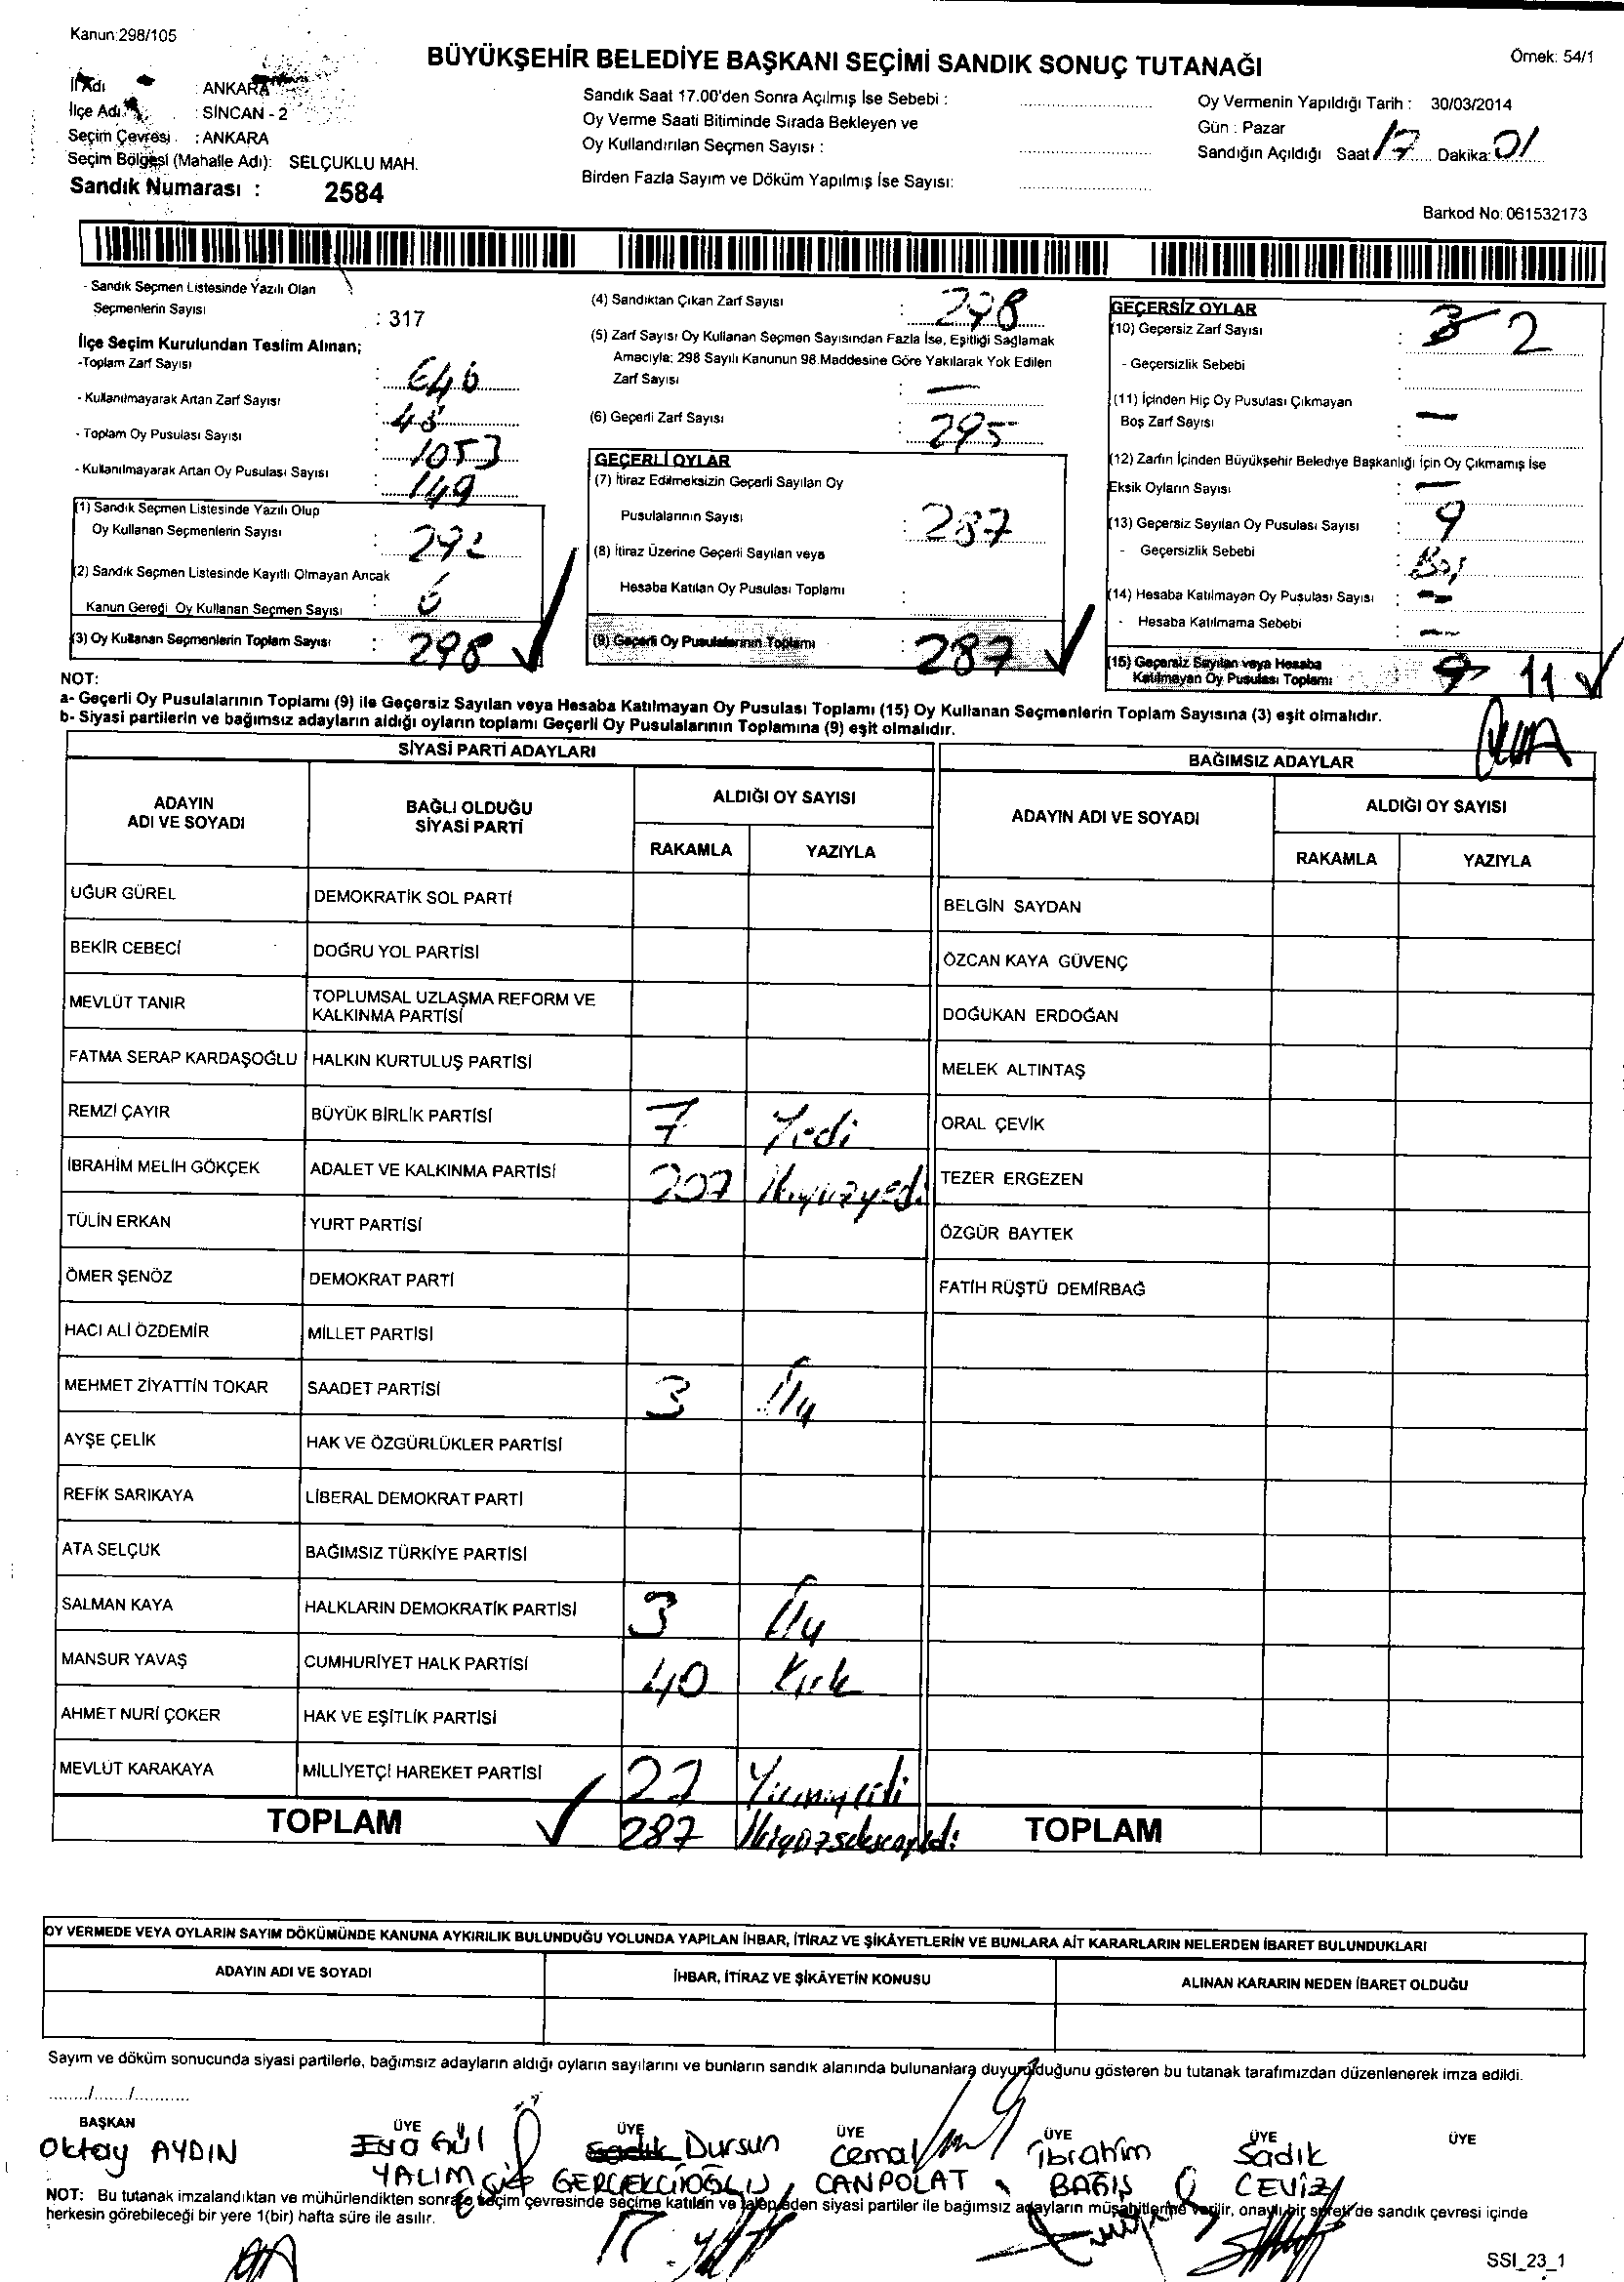 Kanun:298/105
BÜYÜKŞEHİR BELEDİYE BAŞKANI SEÇİMİ SANDIK SONUÇ TUTANAĞI
Örnek: 54/1
İl Adı : ANKARA
İlçe Adı : SİNCAN - 2
Seçim Çevresi : ANKARA
Seçim Bölgesi (Mahalle Adı): SELÇUKLU MAH.
Sandık Numarası : 2584
Sandık Saat 17.00'den Sonra Açılmış İse Sebebi :
Oy Verme Saati Bitiminde Sırada Bekleyen ve
Oy Kullandırılan Seçmen Sayısı :
Birden Fazla Sayım ve Döküm Yapılmış İse Sayısı:
Oy Vermenin Yapıldığı Tarih : 30/03/2014
Gün : Pazar
Sandığın Açıldığı Saat 17 Dakika: 01
Barkod No: 061532173
- Sandık Seçmen Listesinde Yazılı Olan
Seçmenlerin Sayısı : 317
İlçe Seçim Kurulundan Teslim Alınan;
-Toplam Zarf Sayısı : 646
- Kullanılmayarak Artan Zarf Sayısı : 48
- Toplam Oy Pusulası Sayısı : 1053
- Kullanılmayarak Artan Oy Pusulası Sayısı : 149
(1) Sandık Seçmen Listesinde Yazılı Olup
Oy Kullanan Seçmenlerin Sayısı : 292
(2) Sandık Seçmen Listesinde Kayıtlı Olmayan Ancak
Kanun Gereği Oy Kullanan Seçmen Sayısı : 6
(3) Oy Kullanan Seçmenlerin Toplam Sayısı : 298
(4) Sandıktan Çıkan Zarf Sayısı : 298
(5) Zarf Sayısı Oy Kullanan Seçmen Sayısından Fazla İse, Eşitliği Sağlamak
Amacıyla; 298 Sayılı Kanunun 98.Maddesine Göre Yakılarak Yok Edilen
Zarf Sayısı : —
(6) Geçerli Zarf Sayısı : 295
GEÇERLİ OYLAR
(7) İtiraz Edilmeksizin Geçerli Sayılan Oy
Pusulalarının Sayısı : 287
(8) İtiraz Üzerine Geçerli Sayılan veya
Hesaba Katılan Oy Pusulası Toplamı :
(9) Geçerli Oy Pusulalarının Toplamı : 287
GEÇERSİZ OYLAR
(10) Geçersiz Zarf Sayısı : 3 2
- Geçersizlik Sebebi :
(11) İçinden Hiç Oy Pusulası Çıkmayan
Boş Zarf Sayısı : —
(12) Zarfın İçinden Büyükşehir Belediye Başkanlığı İçin Oy Çıkmamış İse
Eksik Oyların Sayısı : —
(13) Geçersiz Sayılan Oy Pusulası Sayısı : 9
- Geçersizlik Sebebi : Boş
(14) Hesaba Katılmayan Oy Pusulası Sayısı : —
- Hesaba Katılmama Sebebi : —
(15) Geçersiz Sayılan veya Hesaba
Katılmayan Oy Pusulası Toplamı : 9 11
NOT:
a- Geçerli Oy Pusulalarının Toplamı (9) ile Geçersiz Sayılan veya Hesaba Katılmayan Oy Pusulası Toplamı (15) Oy Kullanan Seçmenlerin Toplam Sayısına (3) eşit olmalıdır.
b- Siyasi partilerin ve bağımsız adayların aldığı oyların toplamı Geçerli Oy Pusulalarının Toplamına (9) eşit olmalıdır.
SİYASİ PARTİ ADAYLARI
ADAYIN ADI VE SOYADI
BAĞLI OLDUĞU SİYASİ PARTİ
ALDIĞI OY SAYISI
RAKAMLA YAZIYLA
UĞUR GÜREL DEMOKRATİK SOL PARTİ
BEKİR CEBECİ DOĞRU YOL PARTİSİ
MEVLÜT TANIR TOPLUMSAL UZLAŞMA REFORM VE
KALKINMA PARTİSİ
FATMA SERAP KARDAŞOĞLU HALKIN KURTULUŞ PARTİSİ
REMZİ ÇAYIR BÜYÜK BİRLİK PARTİSİ 7 Yedi
İBRAHİM MELİH GÖKÇEK ADALET VE KALKINMA PARTİSİ 207 İkiyüzyedi
TÜLİN ERKAN YURT PARTİSİ
ÖMER ŞENÖZ DEMOKRAT PARTİ
HACI ALİ ÖZDEMİR MİLLET PARTİSİ
MEHMET ZİYATTİN TOKAR SAADET PARTİSİ 3 Üç
AYŞE ÇELİK HAK VE ÖZGÜRLÜKLER PARTİSİ
REFİK SARIKAYA LİBERAL DEMOKRAT PARTİ
ATA SELÇUK BAĞIMSIZ TÜRKİYE PARTİSİ
SALMAN KAYA HALKLARIN DEMOKRATİK PARTİSİ 3 Üç
MANSUR YAVAŞ CUMHURİYET HALK PARTİSİ 40 Kırk
AHMET NURİ ÇOKER HAK VE EŞİTLİK PARTİSİ
MEVLÜT KARAKAYA MİLLİYETÇİ HAREKET PARTİSİ 27 Yirmiyedi
TOPLAM 287 İkiyüzseksenyedi
BAĞIMSIZ ADAYLAR
ADAYIN ADI VE SOYADI
ALDIĞI OY SAYISI
RAKAMLA YAZIYLA
BELGİN SAYDAN
ÖZCAN KAYA GÜVENÇ
DOĞUKAN ERDOĞAN
MELEK ALTINTAŞ
ORAL ÇEVİK
TEZER ERGEZEN
ÖZGÜR BAYTEK
FATİH RÜŞTÜ DEMİRBAĞ
TOPLAM
OY VERMEDE VEYA OYLARIN SAYIM DÖKÜMÜNDE KANUNA AYKIRILIK BULUNDUĞU YOLUNDA YAPILAN İHBAR, İTİRAZ VE ŞİKÂYETLERİN VE BUNLARA AİT KARARLARIN NELERDEN İBARET BULUNDUKLARI
ADAYIN ADI VE SOYADI İHBAR, İTİRAZ VE ŞİKÂYETİN KONUSU ALINAN KARARIN NEDEN İBARET OLDUĞU
Sayım ve döküm sonucunda siyasi partilerle, bağımsız adayların aldığı oyların sayılarını ve bunların sandık alanında bulunanlara duyurulduğunu gösteren bu tutanak tarafımızdan düzenlenerek imza edildi.
......../......../............
BAŞKAN ÜYE ÜYE ÜYE ÜYE ÜYE ÜYE
Oktay AYDIN
Esra Gül YALIM
Sadık Dursun GERÇEKCİOĞLU
Cemal CANPOLAT
İbrahim BAĞIŞ
Sadık CEVİZ
NOT: Bu tutanak imzalandıktan ve mühürlendikten sonra seçim çevresinde seçime katılan ve talep eden siyasi partiler ile bağımsız adayların müşahitlerine verilir, onaylı bir sureti de sandık çevresi içinde
herkesin görebileceği bir yere 1(bir) hafta süre ile asılır.
SSI_23_1